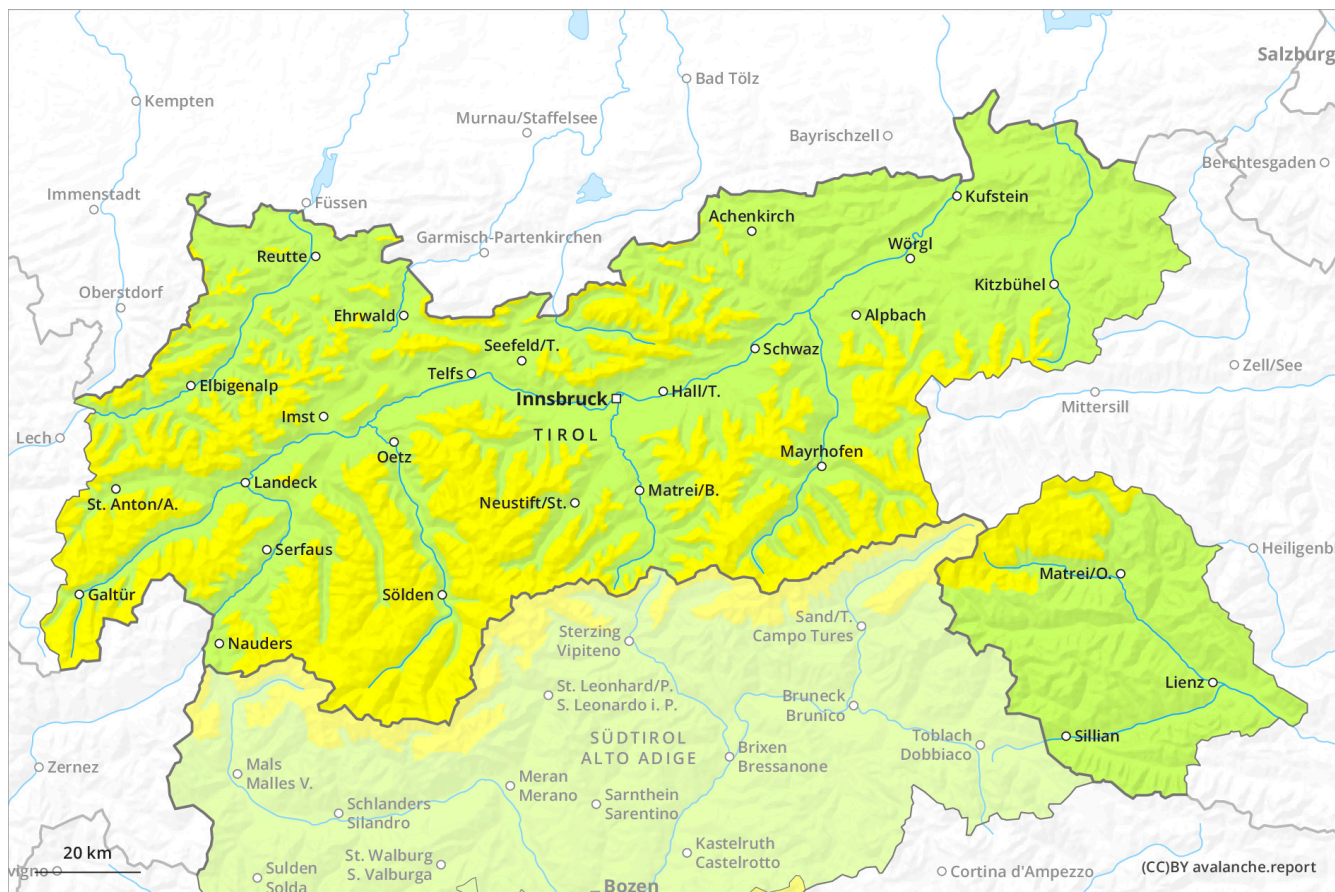 Salzburg
Bad Tölz
Kempten
Murnau/Staffelsee
Bayrischzell
Berchtesgaden
Immenstadt
Füssen
Kufstein
Achenkirch
Garmisch-Partenkirchen
Wörgl
Reutte
Kitzbühel
Oberstdorf
Ehrwald
Alpbach
Seefeld/T.
Schwaz
Zell/See
Telfs
Elbigenalp
Hall/T.
Innsbruck
Mittersill
Imst
TIROL
Lech
Mayrhofen
Oetz
Landeck
Matrei/B.
St. Anton/A.
Neustift/St.
Serfaus
Heiligenb
Matrei/O.
Galtür
Sölden
Sand/T.
Campo Tures
Sterzing
Vipiteno
Nauders
Lienz
St. Leonhard/P.
S. Leonardo i. P.
Bruneck
Brunico
Sillian
Toblach
Dobbiaco
SÜDTIROL
ALTO ADIGE
Brixen
Bressanone
Zernez
Mals
Malles V.
Meran
Merano
Sarnthein
Sarentino
Schlanders
Silandro
Kastelruth
Castelrotto
20 km
St. Walburg
S. Valburga
vigno
Sulden
Solda
Cortina d'Ampezzo
(CC)BY avalanche.report
Bozen